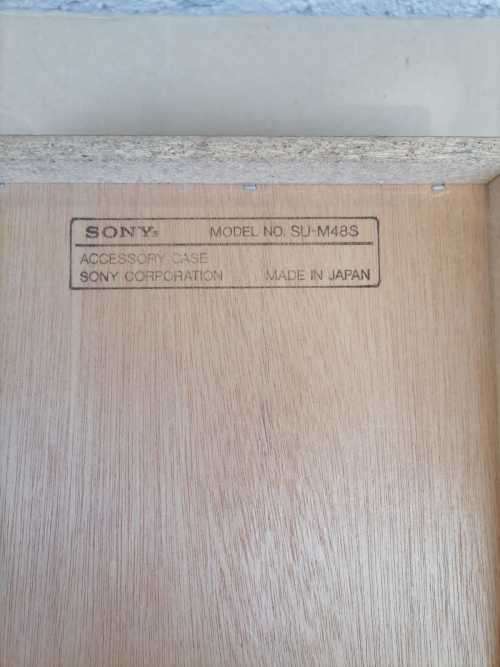 SONY® MODEL NO. SU-M48S
ACCESSORY CASE
SONY CORPORATION MADE IN JAPAN